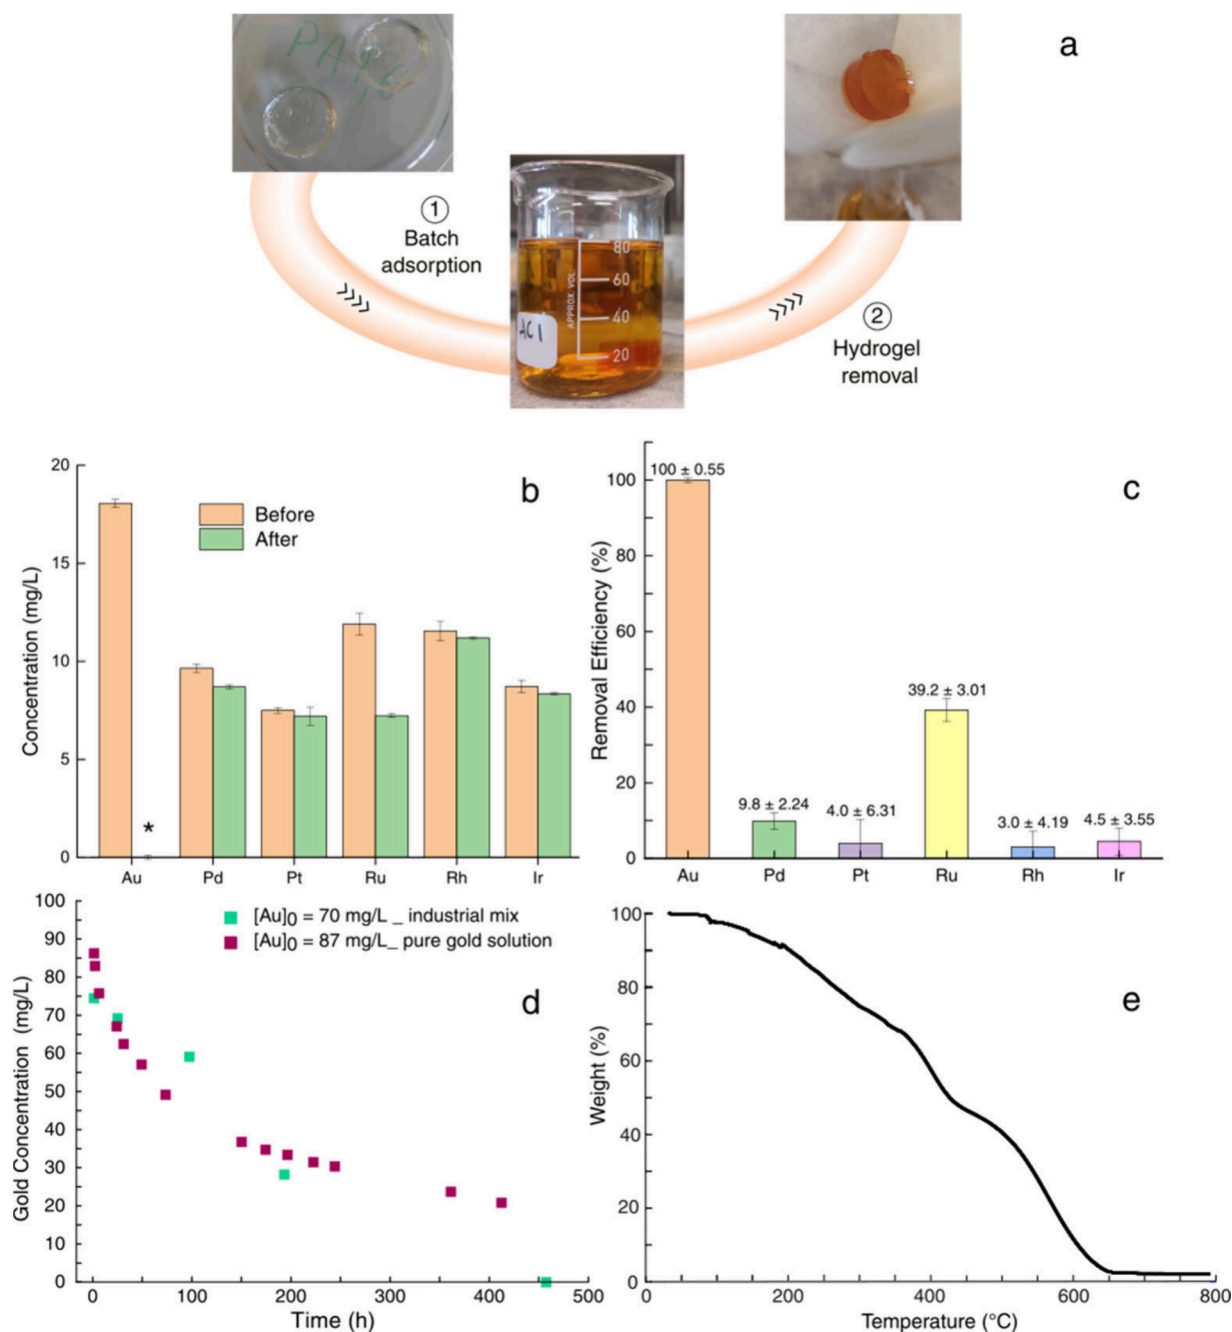 a
PAH6
1
Batch
adsorption
80
60
40
20
APPROX VOL
2
Hydrogel
removal
b
Before
After
Concentration (mg/L)
20
15
10
5
0
*
Au
Pd
Pt
Ru
Rh
Ir
c
Removal Efficiency (%)
100
80
60
40
20
0
100 ± 0.55
9.8 ± 2.24
4.0 ± 6.31
39.2 ± 3.01
3.0 ± 4.19
4.5 ± 3.55
Au
Pd
Pt
Ru
Rh
Ir
d
[Au]0 = 70 mg/L _ industrial mix
[Au]0 = 87 mg/L_ pure gold solution
Gold Concentration (mg/L)
100
90
80
70
60
50
40
30
20
10
0
0
100
200
300
400
500
Time (h)
e
Weight (%)
100
80
60
40
20
0
0
200
400
600
800
Temperature (°C)